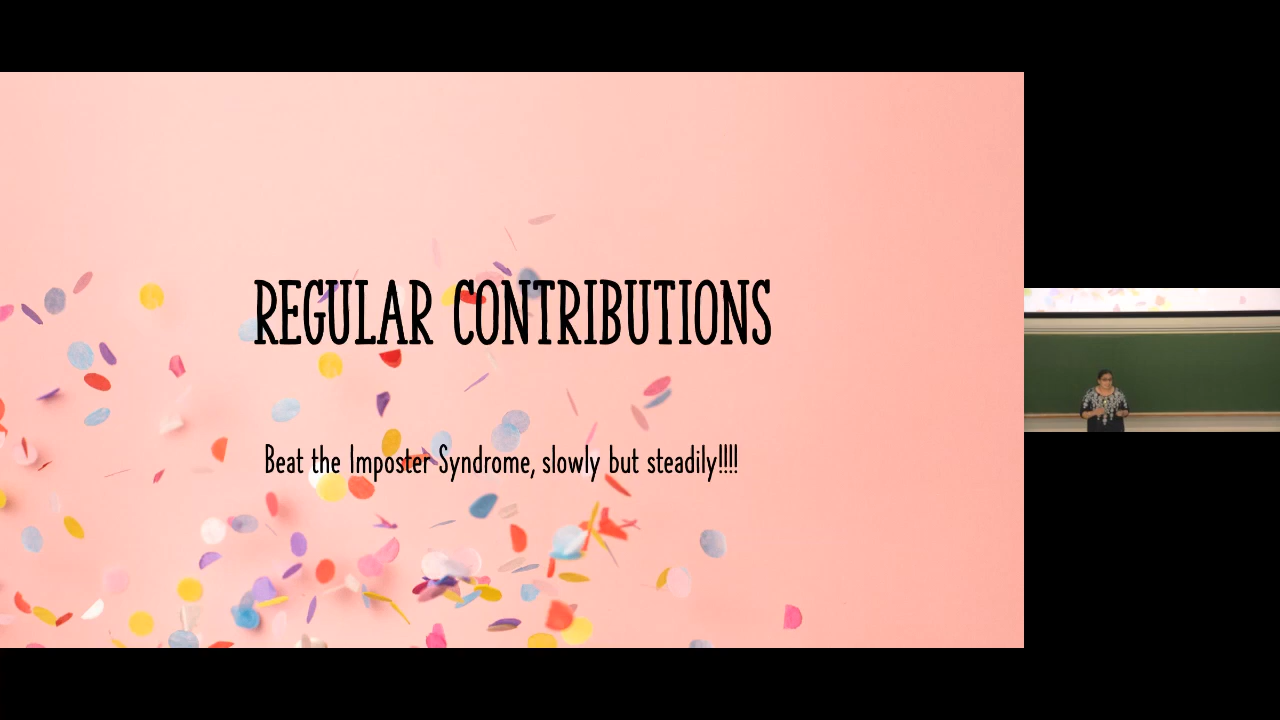 REGULAR CONTRIBUTIONS
Beat the Imposter Syndrome, slowly but steadily!!!!